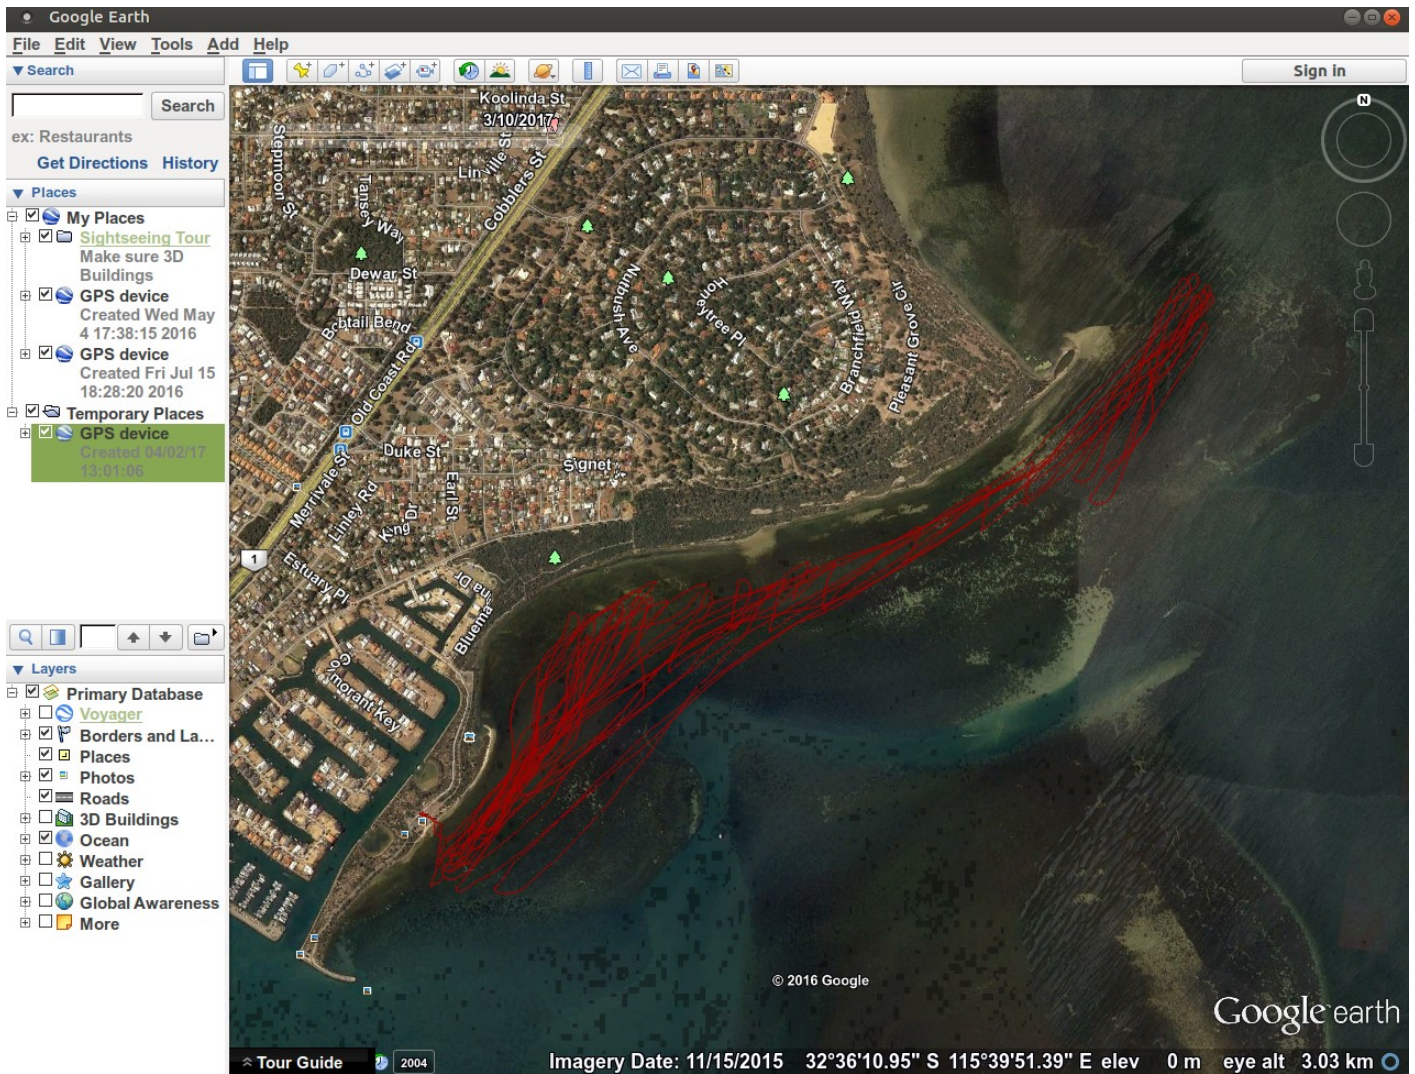 Google Earth
File Edit View Tools Add Help
Search
Sign in
Search
ex: Restaurants
Get Directions History
Places
My Places
Sightseeing Tour
Make sure 3D
Buildings
GPS device
Created Wed May
4 17:38:15 2016
GPS device
Created Fri Jul 15
18:28:20 2016
Temporary Places
GPS device
Created 04/02/17
13:01:06
Layers
Primary Database
Voyager
Borders and La...
Places
Photos
Roads
3D Buildings
Ocean
Weather
Gallery
Global Awareness
More
Koolinda St
3/10/2017
Linville St
Stepmoon St
Cobblers St
Tansey Way
Dewar St
Bobtail Bend
Old Coast Rd
Nutbush Ave
Honeytree Pl
Branchfield Way
Pleasant Grove Cir
Duke St
Signet
Merrivale St
Linley Rd
King Dr
Earl St
1
Estuary Pl
Cormorant Key
N
© 2016 Google
Google earth
Tour Guide
2004
Imagery Date: 11/15/2015 32°36'10.95" S 115°39'51.39" E elev 0 m eye alt 3.03 km